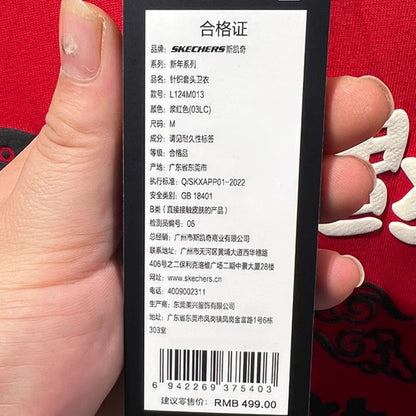 合格证
品牌：SKECHERS斯凯奇
系列：新年系列
品名：针织套头卫衣
款号：L124M013
颜色：浆红色(03LC)
尺码：M
成分：请见耐久性标签
等级：合格品
产地：广东省东莞市
执行标准：Q/SKXAPP01-2022
安全类别：GB 18401
B类（直接接触皮肤的产品）
检测员编号：06
总经销：广州市斯凯奇商业有限公司
联系地址：广州市天河区黄埔大道西华穗路
406号之二保利克洛维广场二期中景大厦28楼
网址：www.skechers.cn
电话：4009002311
生产商：东莞美兴服饰有限公司
地址：广东省东莞市凤岗镇凤岗金富路1号6栋
303室
6 942269 375403
建议零售价：RMB 499.00